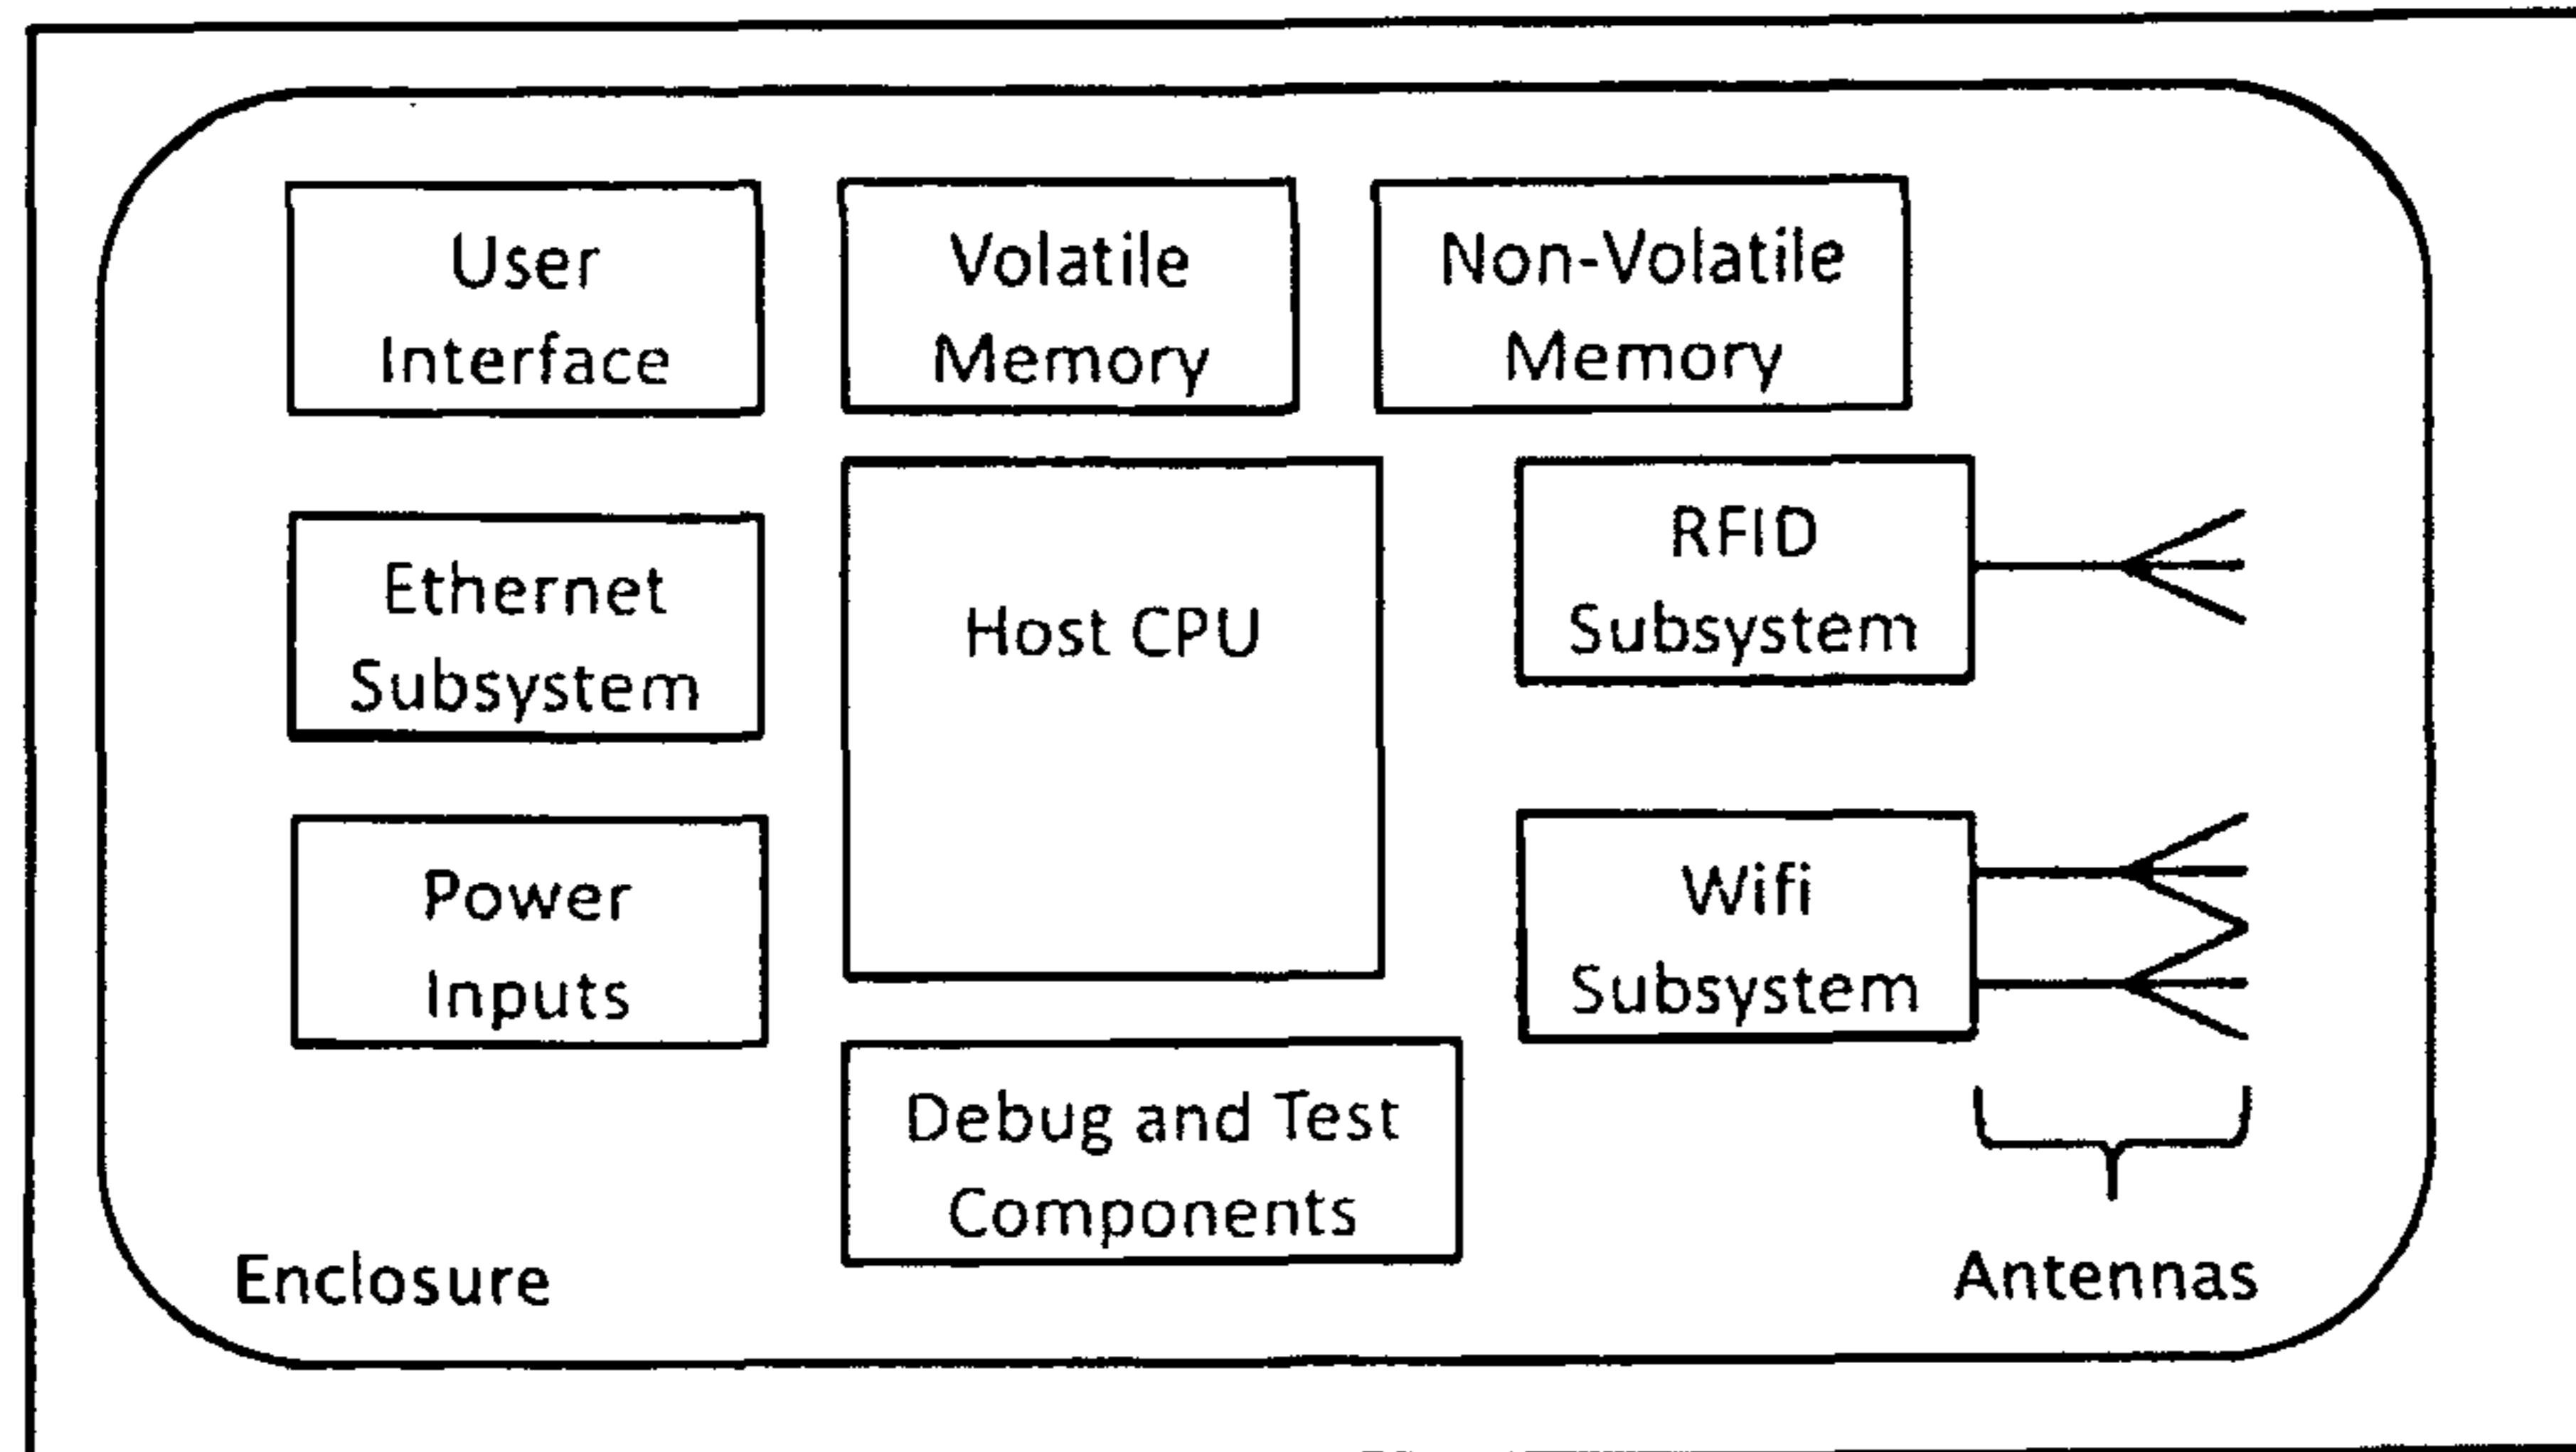 User
Interface
Volatile
Memory
Non-Volatile
Memory
Ethernet
Subsystem
Host CPU
RFID
Subsystem
Power
Inputs
Wifi
Subsystem
Debug and Test
Components
Enclosure
Antennas